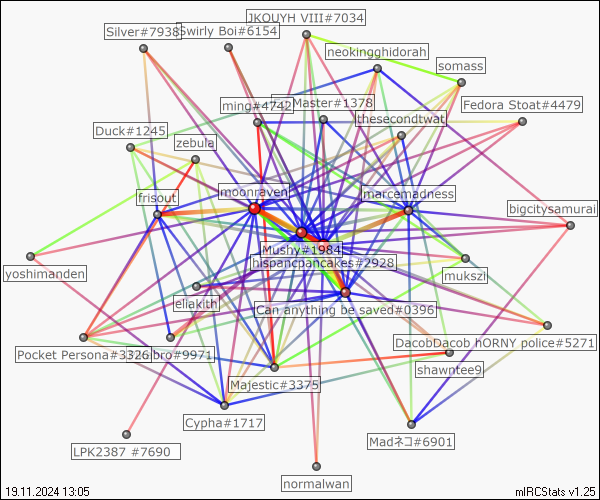 JKOUYH VIII#7034
Silver#7938
Swirly Boi#6154
neokingghidorah
somass
ming#4742
Master#1378
Fedora Stoat#4479
thesecondtwat
Duck#1245
zebula
frisout
moonraven
marcemadness
bigcitysamurai
Mushy#1984
hispancpancakes#2928
yoshimanden
mukszi
eliakith
Can anything be saved#0396
DacobDacob hORNY police#5271
Pocket Persona#3326
bro#9971
shawntee9
Majestic#3375
Cypha#1717
Madネコ#6901
LPK2387 #7690
normalwan
19.11.2024 13:05
mIRCStats v1.25